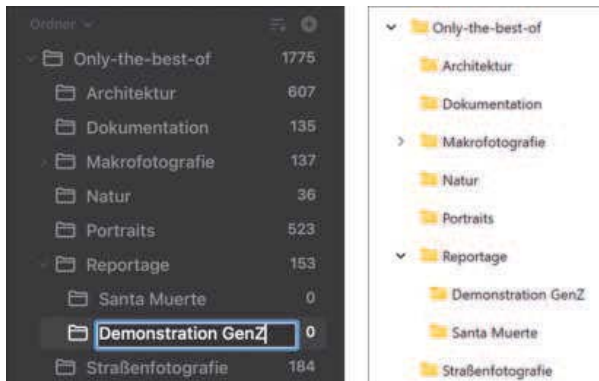 Ordner
Only-the-best-of 1775
Architektur 607
Dokumentation 135
Makrofotografie 137
Natur 36
Portraits 523
Reportage 153
Santa Muerte 0
Demonstration GenZ 0
Straßenfotografie 184
Only-the-best-of
Architektur
Dokumentation
Makrofotografie
Natur
Portraits
Reportage
Demonstration GenZ
Santa Muerte
Straßenfotografie